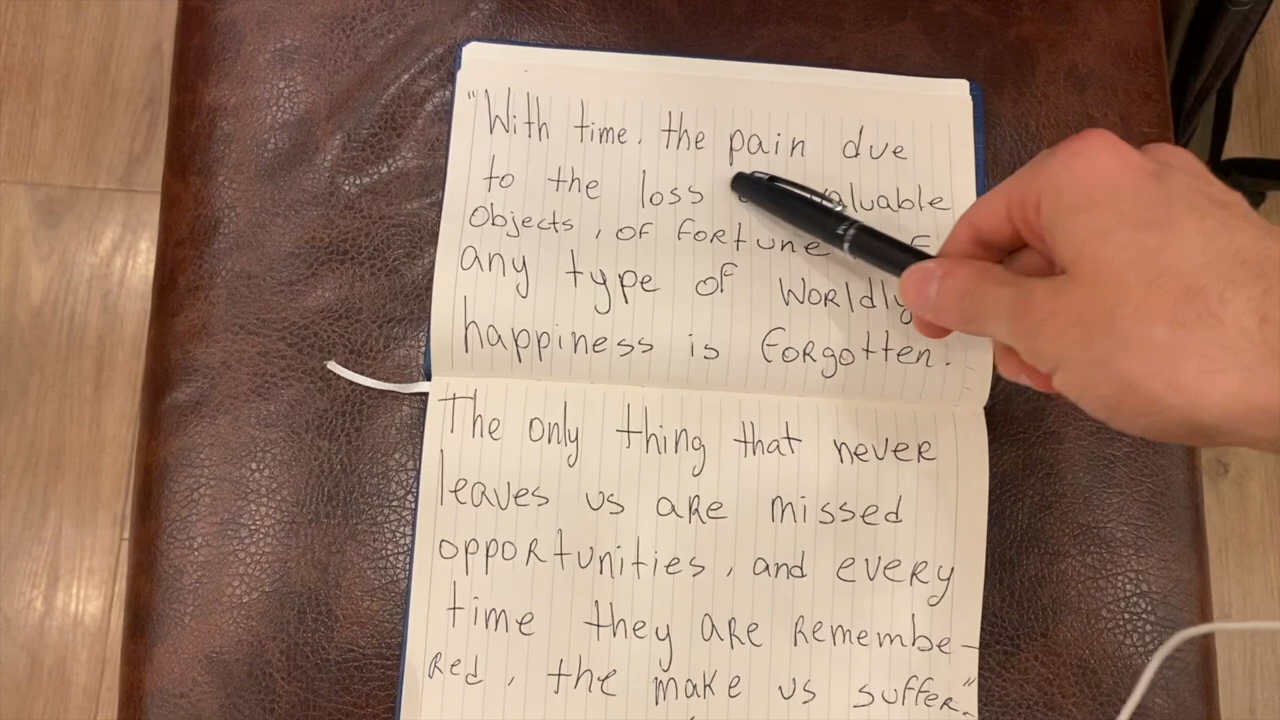 "With time, the pain due
to the loss valuable
objects, of fortune
any type of worldly
happiness is forgotten.
The only thing that never
leaves us are missed
opportunities, and every
time they are remembe-
red, the make us suffer."